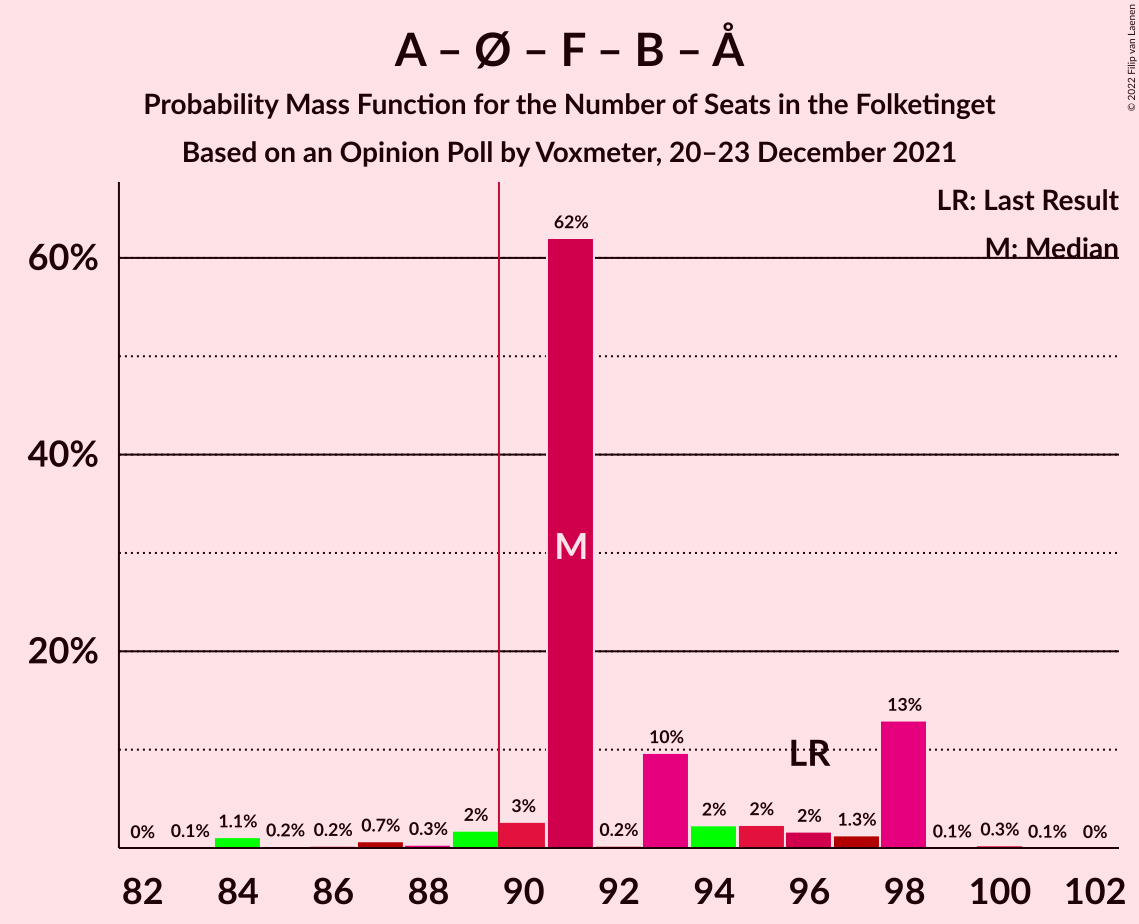 A – Ø – F – B – Å
Probability Mass Function for the Number of Seats in the Folketinget
Based on an Opinion Poll by Voxmeter, 20–23 December 2021
© 2022 Filip van Laenen
LR: Last Result
M: Median
60%
40%
20%
0%
0.1%
1.1%
0.2%
0.2%
0.7%
0.3%
2%
3%
62%
M
0.2%
10%
2%
2%
LR
2%
1.3%
13%
0.1%
0.3%
0.1%
0%
82 84 86 88 90 92 94 96 98 100 102